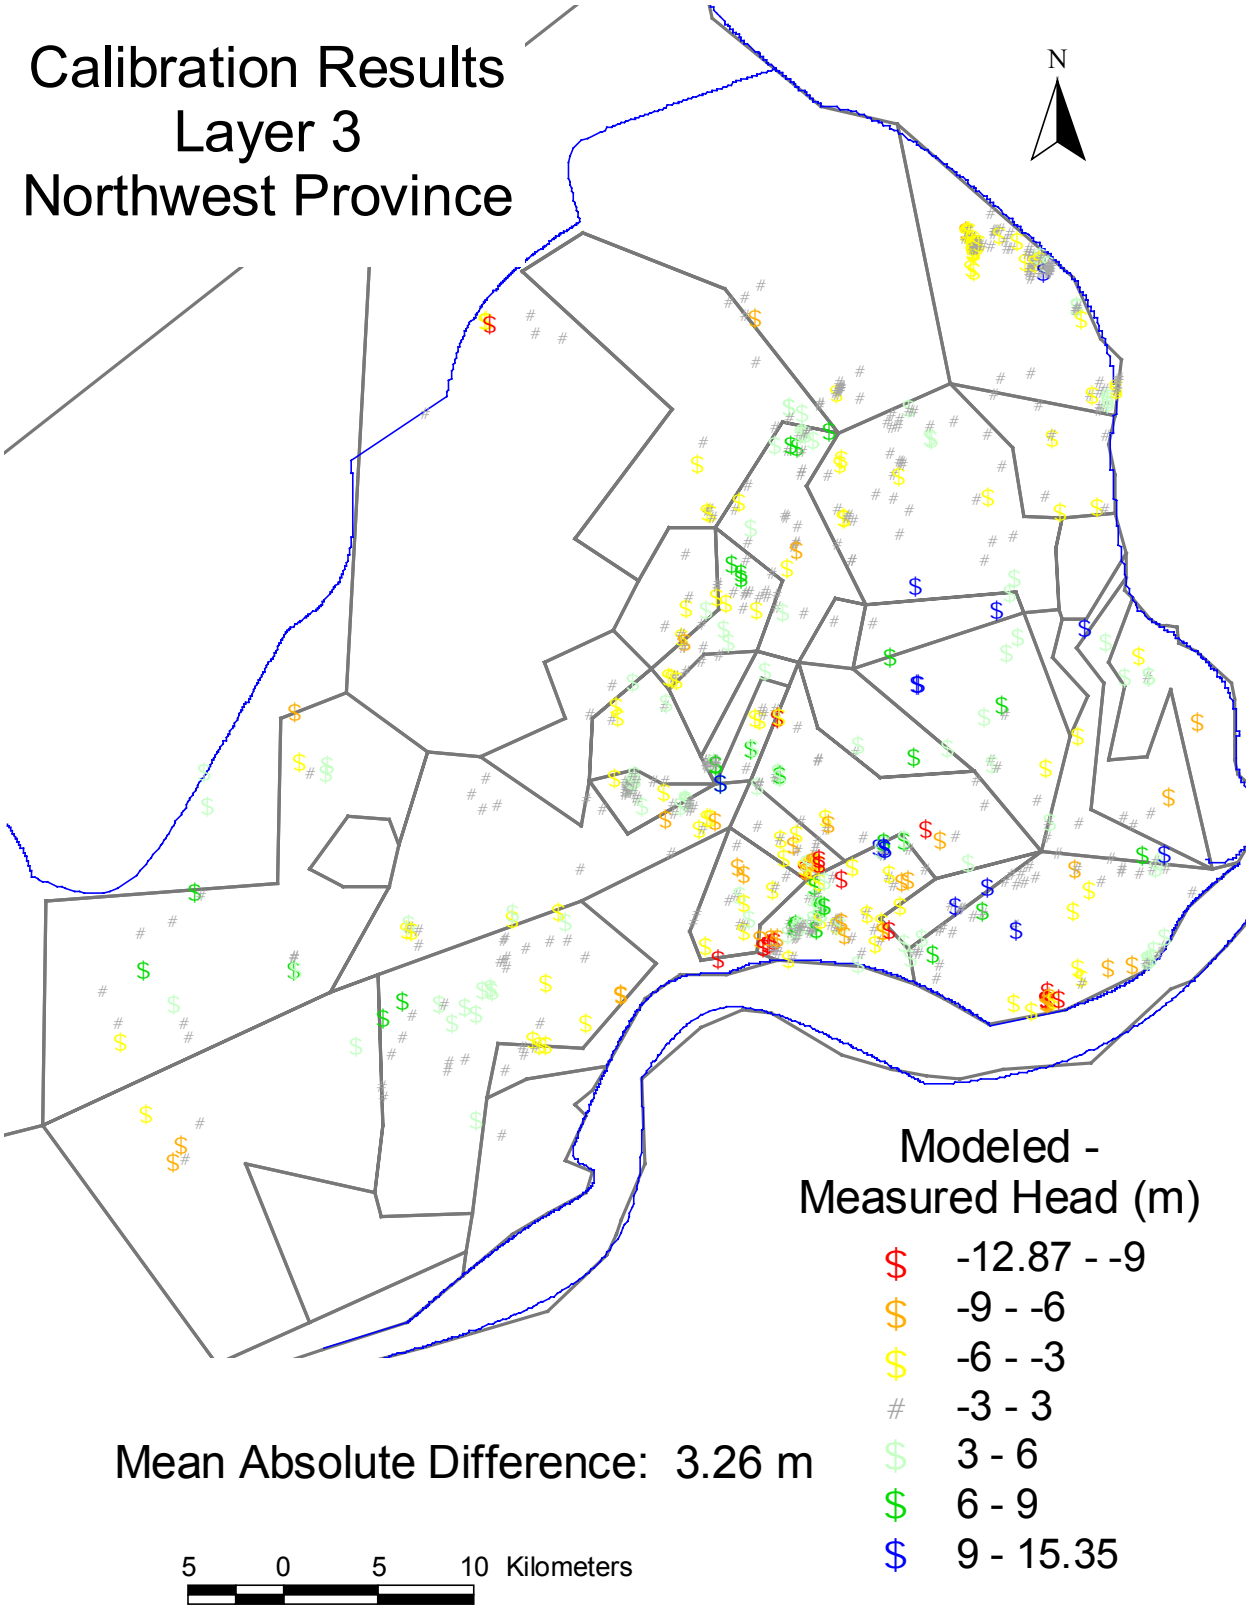 Calibration Results
Layer 3
Northwest Province
N
Modeled -
Measured Head (m)
$ -12.87 - -9
$ -9 - -6
$ -6 - -3
# -3 - 3
$ 3 - 6
$ 6 - 9
$ 9 - 15.35
Mean Absolute Difference: 3.26 m
5 0 5 10 Kilometers